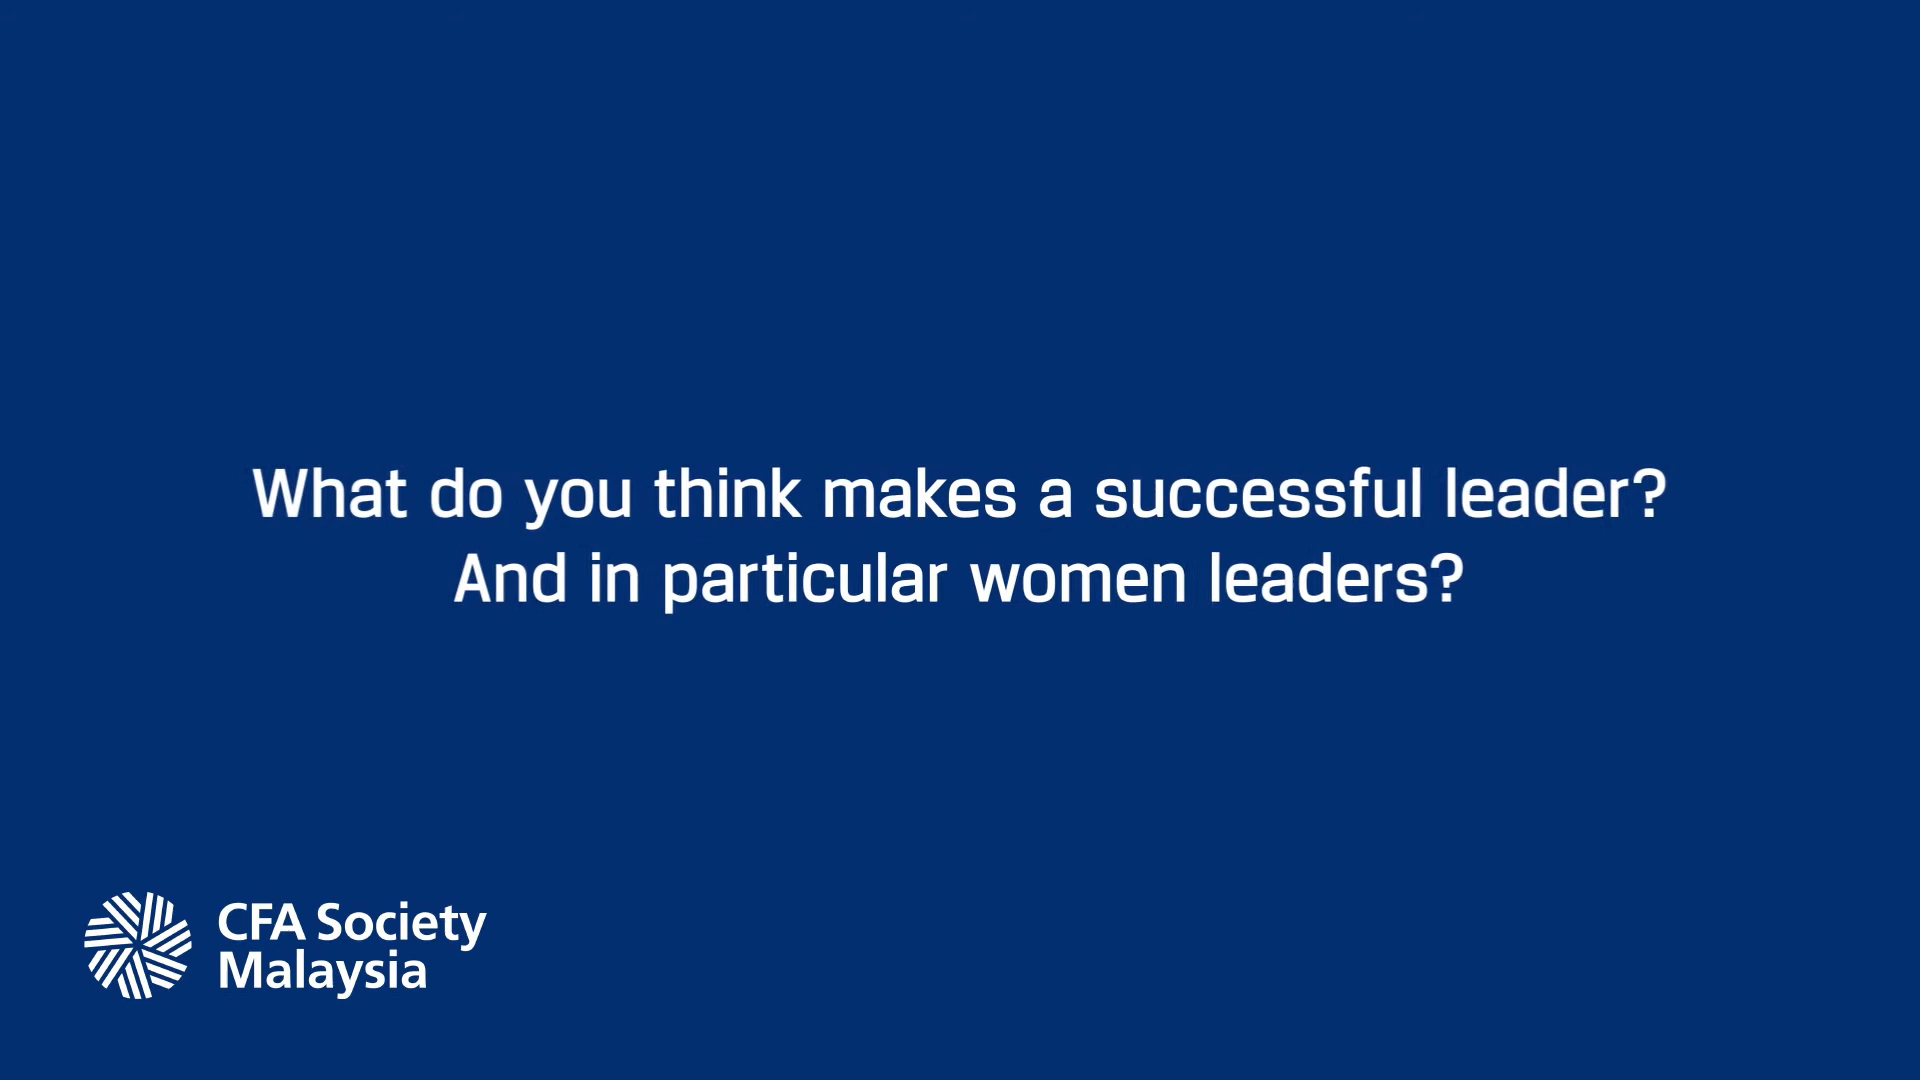 What do you think makes a successful leader?
And in particular women leaders?
CFA Society
Malaysia